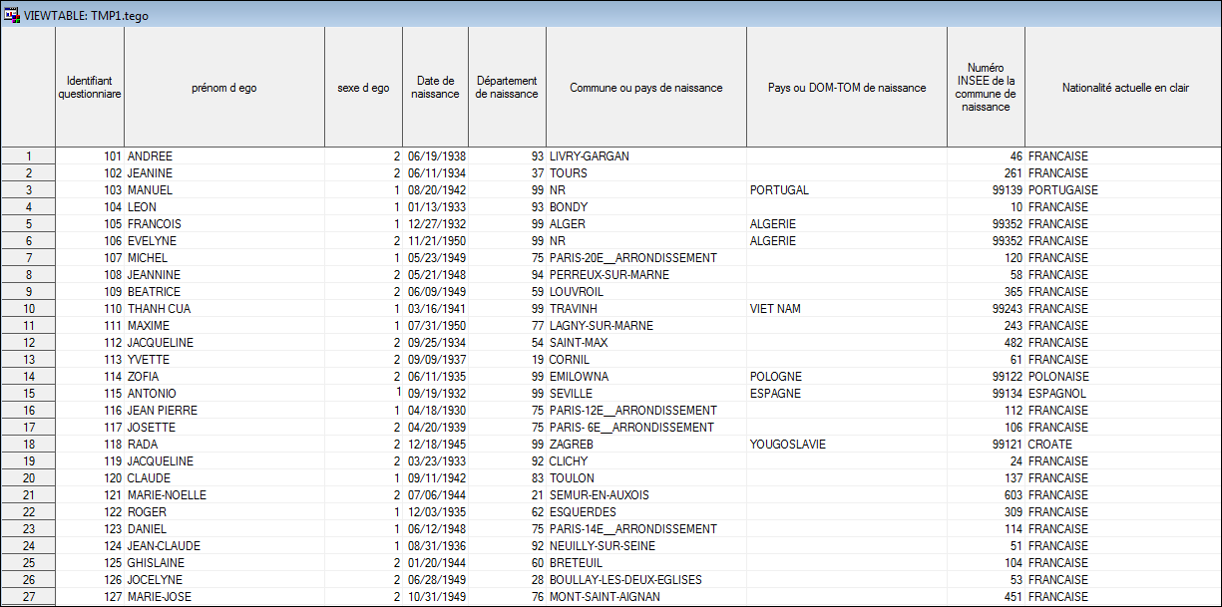 VIEWTABLE: TMP1.tego
Identifiant questionnaire prénom d ego sexe d ego Date de naissance Département de naissance Commune ou pays de naissance Pays ou DOM-TOM de naissance Numéro INSEE de la commune de naissance Nationalité actuelle en clair
1 101 ANDREE 2 06/19/1938 93 LIVRY-GARGAN 46 FRANCAISE
2 102 JEANINE 2 06/11/1934 37 TOURS 261 FRANCAISE
3 103 MANUEL 1 08/20/1942 99 NR PORTUGAL 99139 PORTUGAISE
4 104 LEON 1 01/13/1933 93 BONDY 10 FRANCAISE
5 105 FRANCOIS 1 12/27/1932 99 ALGER ALGERIE 99352 FRANCAISE
6 106 EVELYNE 2 11/21/1950 99 NR ALGERIE 99352 FRANCAISE
7 107 MICHEL 1 05/23/1949 75 PARIS-20E__ARRONDISSEMENT 120 FRANCAISE
8 108 JEANNINE 2 05/21/1948 94 PERREUX-SUR-MARNE 58 FRANCAISE
9 109 BEATRICE 2 06/09/1949 59 LOUVROIL 365 FRANCAISE
10 110 THANH CUA 1 03/16/1941 99 TRAVINH VIET NAM 99243 FRANCAISE
11 111 MAXIME 1 07/31/1950 77 LAGNY-SUR-MARNE 243 FRANCAISE
12 112 JACQUELINE 2 09/25/1934 54 SAINT-MAX 482 FRANCAISE
13 113 YVETTE 2 09/09/1937 19 CORNIL 61 FRANCAISE
14 114 ZOFIA 2 06/11/1935 99 EMILOWNA POLOGNE 99122 POLONAISE
15 115 ANTONIO 1 09/19/1932 99 SEVILLE ESPAGNE 99134 ESPAGNOL
16 116 JEAN PIERRE 1 04/18/1930 75 PARIS-12E__ARRONDISSEMENT 112 FRANCAISE
17 117 JOSETTE 2 04/20/1939 75 PARIS- 6E__ARRONDISSEMENT 106 FRANCAISE
18 118 RADA 2 12/18/1945 99 ZAGREB YOUGOSLAVIE 99121 CROATE
19 119 JACQUELINE 2 03/23/1933 92 CLICHY 24 FRANCAISE
20 120 CLAUDE 1 09/11/1942 83 TOULON 137 FRANCAISE
21 121 MARIE-NOELLE 2 07/06/1944 21 SEMUR-EN-AUXOIS 603 FRANCAISE
22 122 ROGER 1 12/03/1935 62 ESQUERDES 309 FRANCAISE
23 123 DANIEL 1 06/12/1948 75 PARIS-14E__ARRONDISSEMENT 114 FRANCAISE
24 124 JEAN-CLAUDE 1 08/31/1936 92 NEUILLY-SUR-SEINE 51 FRANCAISE
25 125 GHISLAINE 2 01/20/1944 60 BRETEUIL 104 FRANCAISE
26 126 JOCELYNE 2 06/28/1949 28 BOULLAY-LES-DEUX-EGLISES 53 FRANCAISE
27 127 MARIE-JOSE 2 10/31/1949 76 MONT-SAINT-AIGNAN 451 FRANCAISE